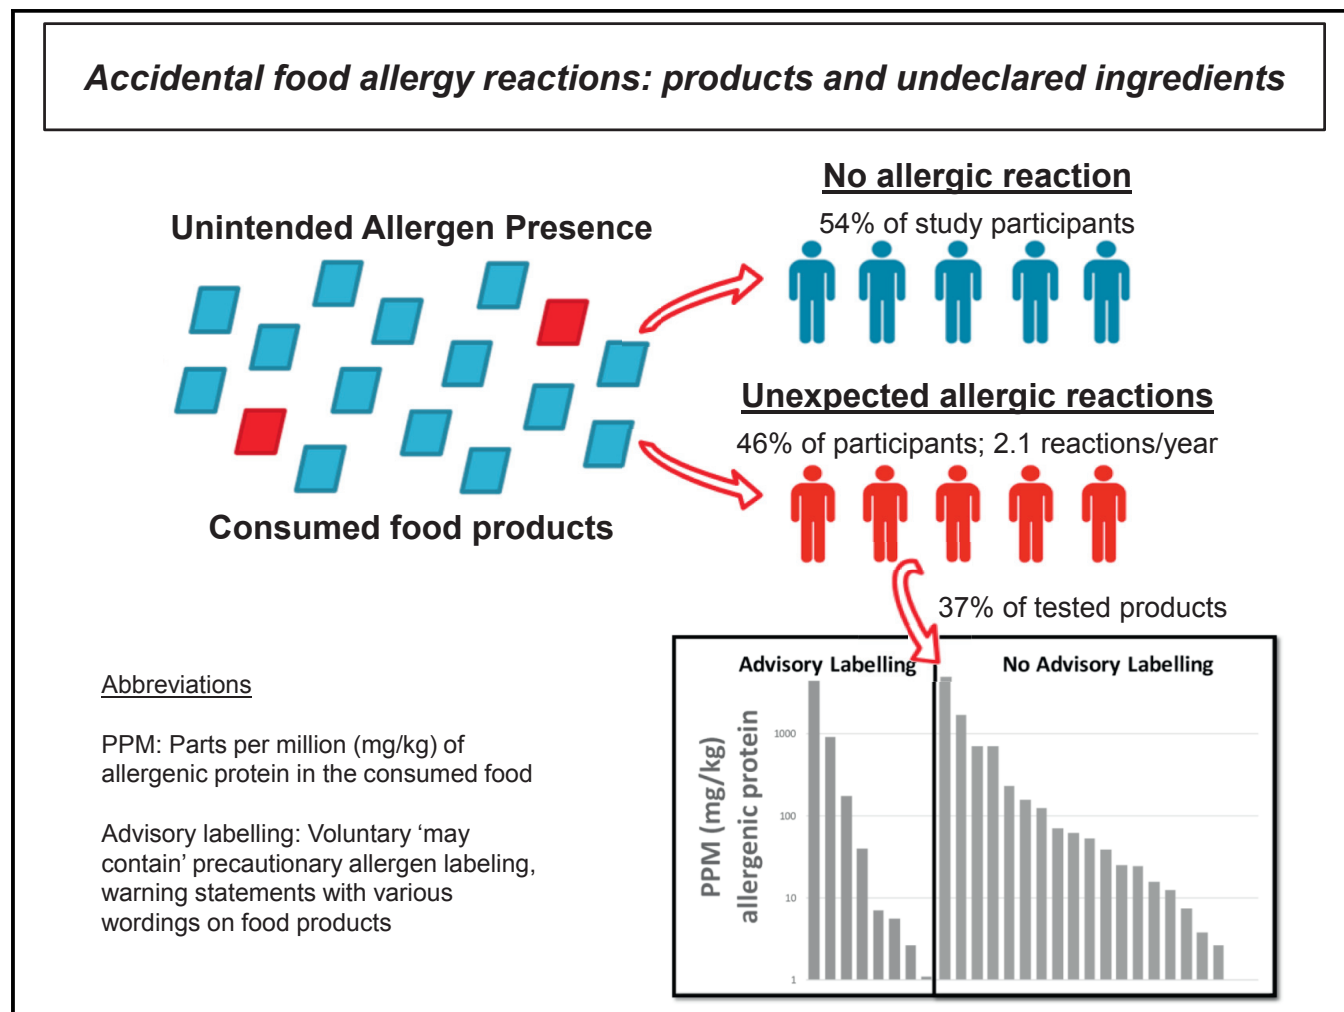 Accidental food allergy reactions: products and undeclared ingredients
Unintended Allergen Presence
Consumed food products
No allergic reaction
54% of study participants
Unexpected allergic reactions
46% of participants; 2.1 reactions/year
37% of tested products
Abbreviations
PPM: Parts per million (mg/kg) of
allergenic protein in the consumed food
Advisory labelling: Voluntary ‘may
contain’ precautionary allergen labeling,
warning statements with various
wordings on food products
Advisory Labelling
No Advisory Labelling
PPM (mg/kg)
allergenic protein
1000
100
10
1